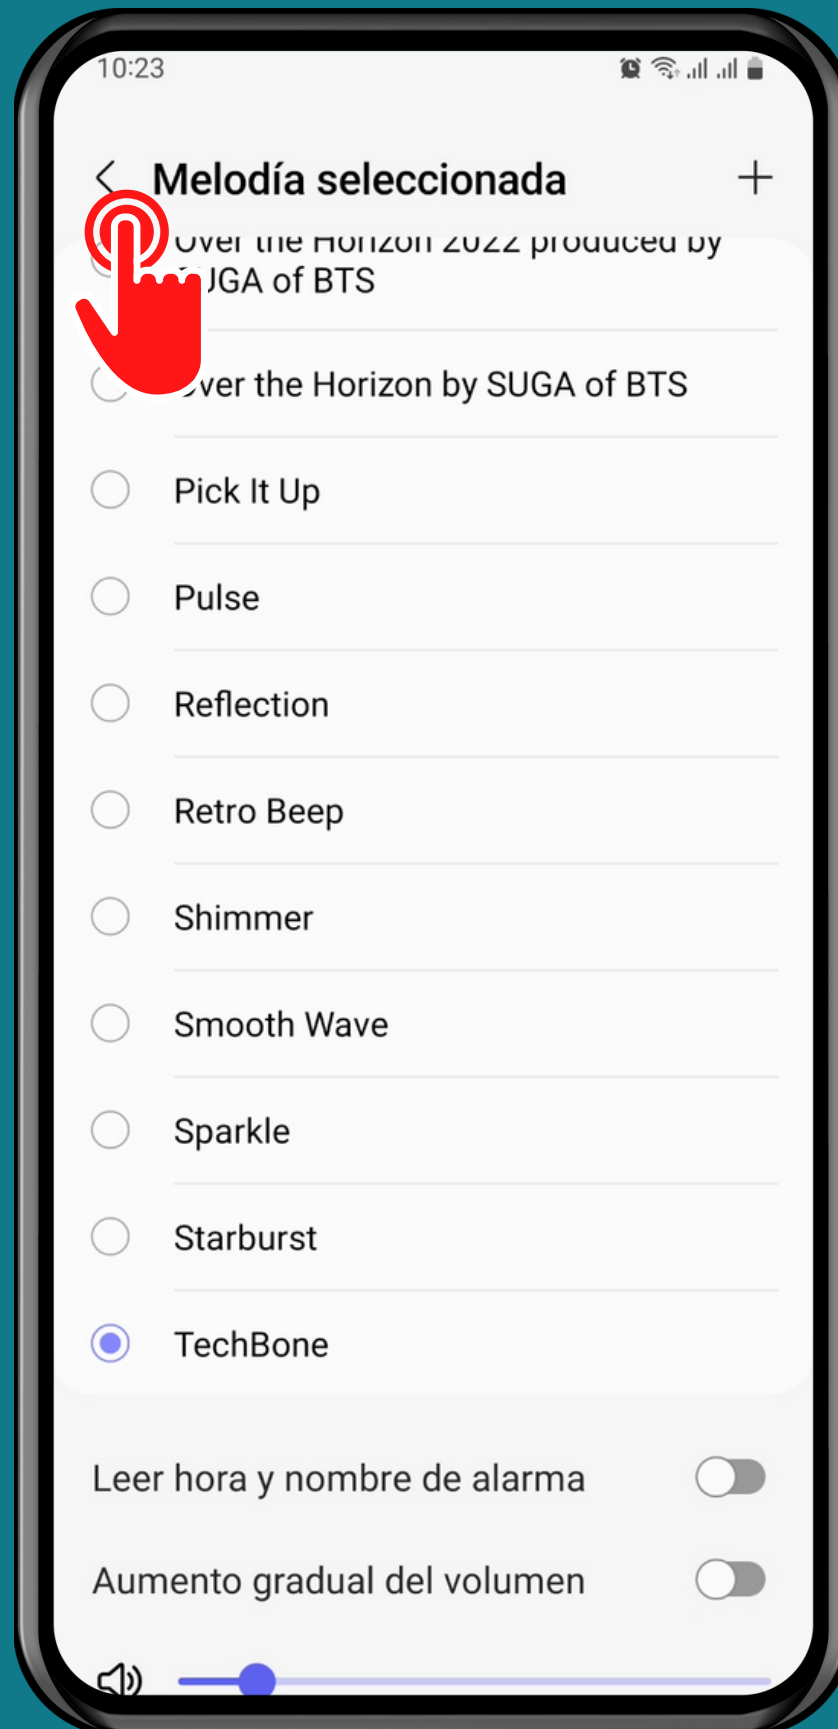 10:23
Melodía seleccionada
Over the Horizon 2022 produced by
SUGA of BTS
Over the Horizon by SUGA of BTS
Pick It Up
Pulse
Reflection
Retro Beep
Shimmer
Smooth Wave
Sparkle
Starburst
TechBone
Leer hora y nombre de alarma
Aumento gradual del volumen